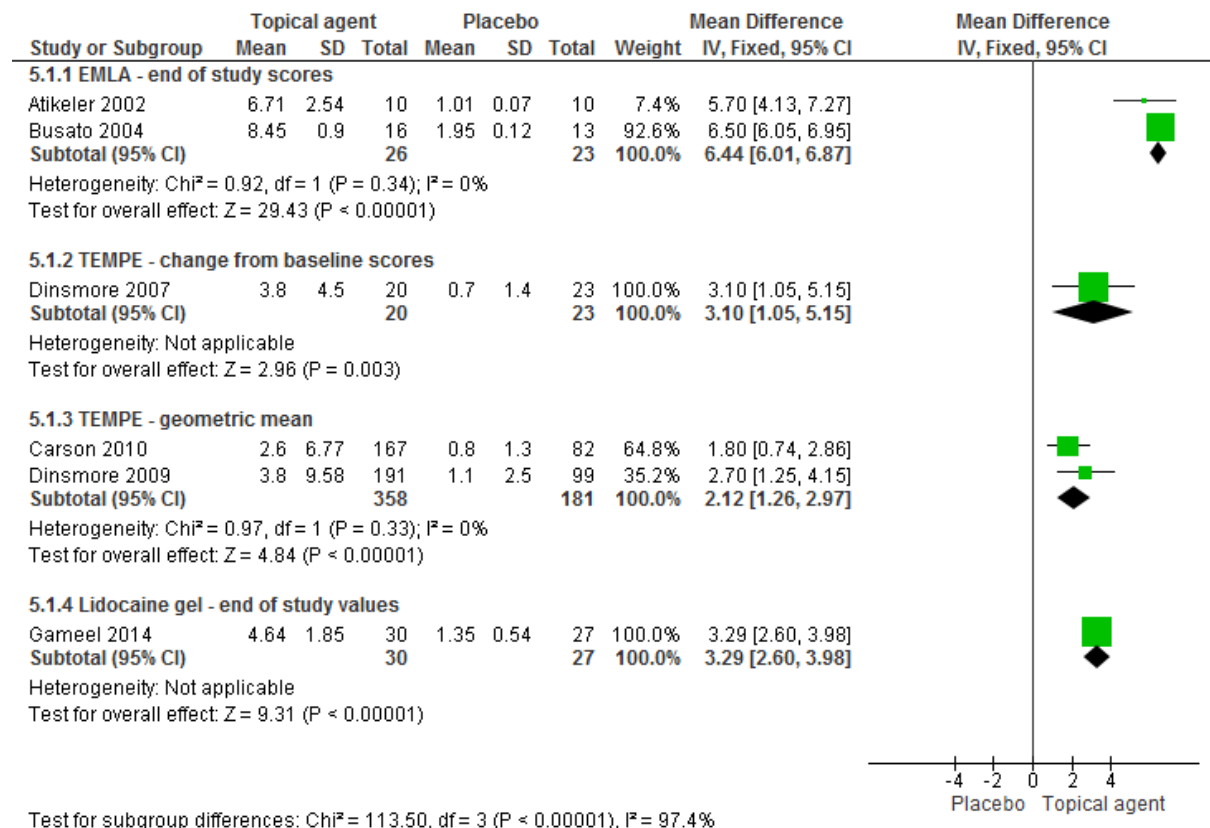 Topical agent Placebo Mean Difference Mean Difference
Study or Subgroup Mean SD Total Mean SD Total Weight IV, Fixed, 95% CI IV, Fixed, 95% CI
5.1.1 EMLA - end of study scores
Atikeler 2002 6.71 2.54 10 1.01 0.07 10 7.4% 5.70 [4.13, 7.27]
Busato 2004 8.45 0.9 16 1.95 0.12 13 92.6% 6.50 [6.05, 6.95]
Subtotal (95% CI) 26 23 100.0% 6.44 [6.01, 6.87]
Heterogeneity: Chi² = 0.92, df = 1 (P = 0.34); I² = 0%
Test for overall effect: Z = 29.43 (P < 0.00001)
5.1.2 TEMPE - change from baseline scores
Dinsmore 2007 3.8 4.5 20 0.7 1.4 23 100.0% 3.10 [1.05, 5.15]
Subtotal (95% CI) 20 23 100.0% 3.10 [1.05, 5.15]
Heterogeneity: Not applicable
Test for overall effect: Z = 2.96 (P = 0.003)
5.1.3 TEMPE - geometric mean
Carson 2010 2.6 6.77 167 0.8 1.3 82 64.8% 1.80 [0.74, 2.86]
Dinsmore 2009 3.8 9.58 191 1.1 2.5 99 35.2% 2.70 [1.25, 4.15]
Subtotal (95% CI) 358 181 100.0% 2.12 [1.26, 2.97]
Heterogeneity: Chi² = 0.97, df = 1 (P = 0.33); I² = 0%
Test for overall effect: Z = 4.84 (P < 0.00001)
5.1.4 Lidocaine gel - end of study values
Gameel 2014 4.64 1.85 30 1.35 0.54 27 100.0% 3.29 [2.60, 3.98]
Subtotal (95% CI) 30 27 100.0% 3.29 [2.60, 3.98]
Heterogeneity: Not applicable
Test for overall effect: Z = 9.31 (P < 0.00001)
-4 -2 0 2 4
Placebo Topical agent
Test for subgroup differences: Chi² = 113.50, df = 3 (P < 0.00001), I² = 97.4%